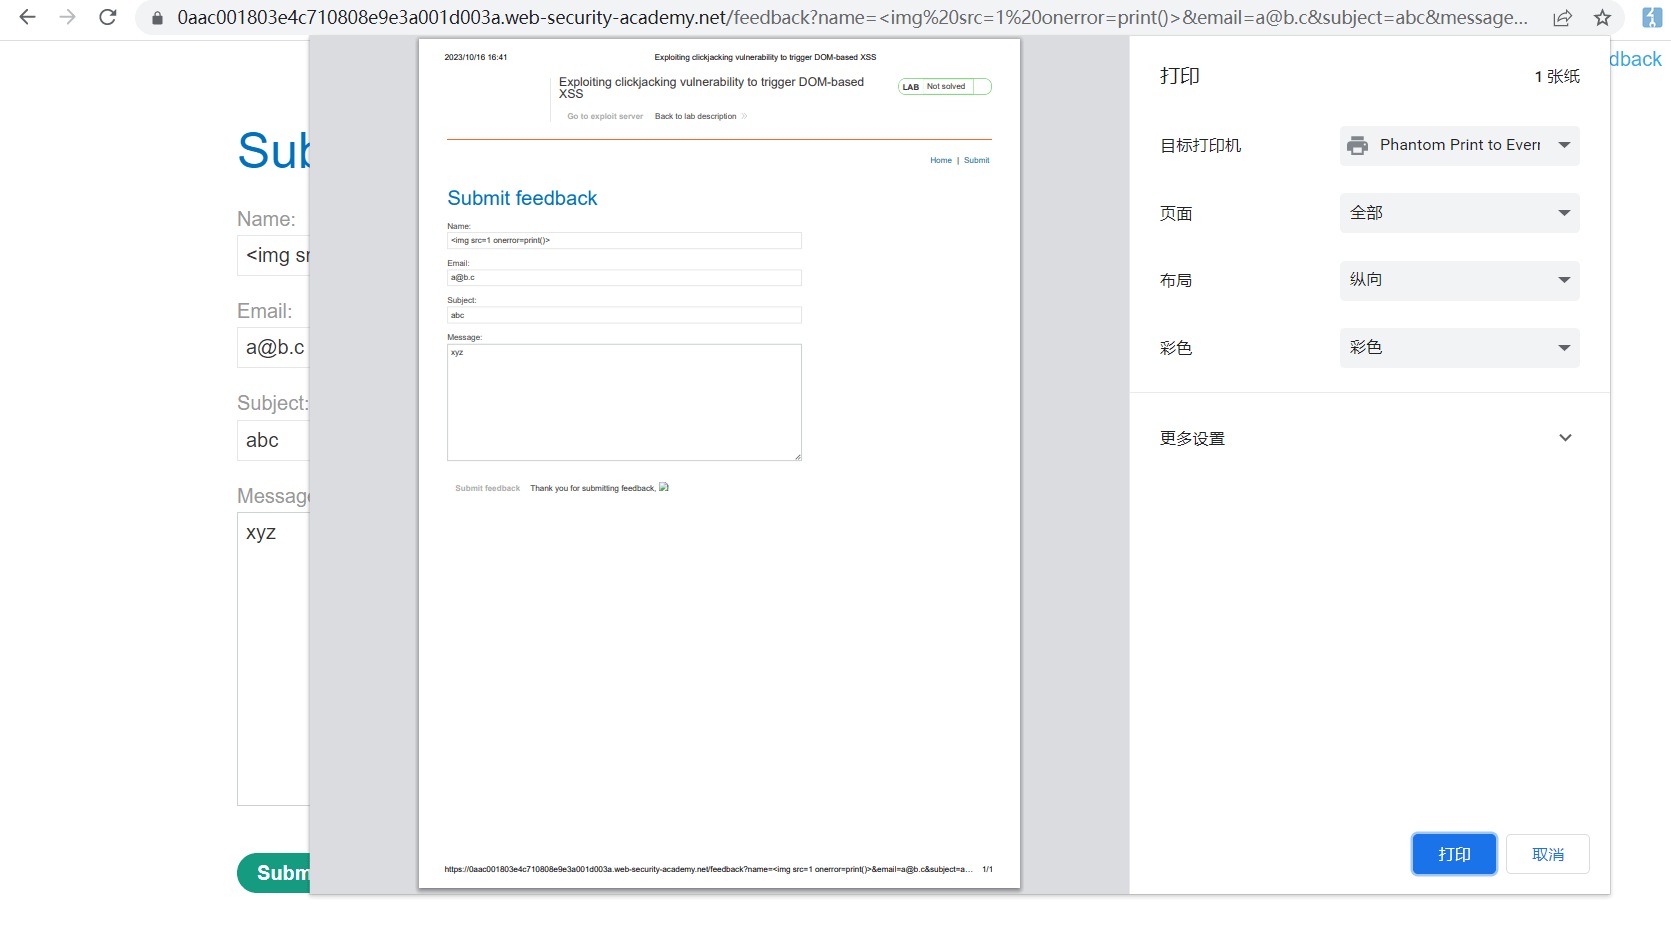 0aac001803e4c710808e9e3a001d003a.web-security-academy.net/feedback?name=<img%20src=1%20onerror=print()>&email=a@b.c&subject=abc&message...
dback
Sub
Name:
<img sr
Email:
a@b.c
Subject:
abc
Message
xyz
Subm
2023/10/16 16:41
Exploiting clickjacking vulnerability to trigger DOM-based XSS
Exploiting clickjacking vulnerability to trigger DOM-based
XSS
LAB Not solved
Go to exploit server Back to lab description »
Home | Submit
Submit feedback
Name:
<img src=1 onerror=print()>
Email:
a@b.c
Subject:
abc
Message:
xyz
Submit feedback Thank you for submitting feedback,
https://0aac001803e4c710808e9e3a001d003a.web-security-academy.net/feedback?name=<img src=1 onerror=print()>&email=a@b.c&subject=a... 1/1
打印 1 张纸
目标打印机 Phantom Print to Evern
页面 全部
布局 纵向
彩色 彩色
更多设置
打印 取消